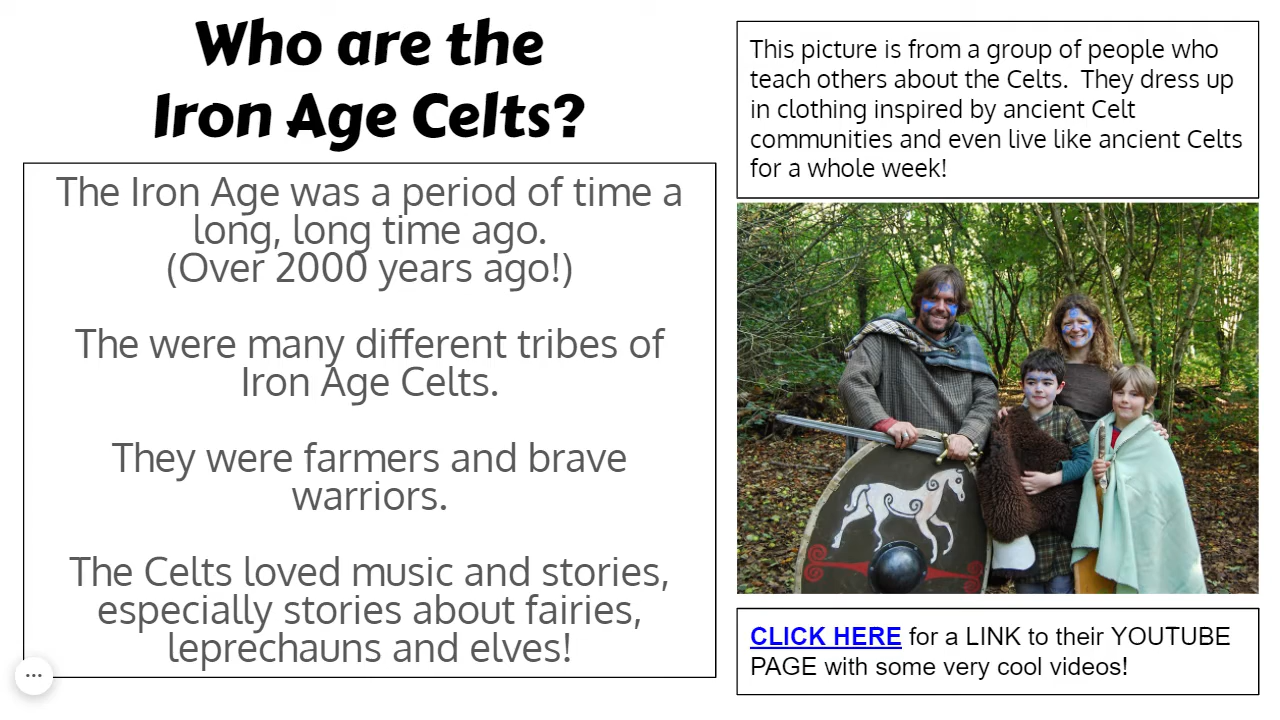 Who are the
Iron Age Celts?
The Iron Age was a period of time a
long, long time ago.
(Over 2000 years ago!)
The were many different tribes of
Iron Age Celts.
They were farmers and brave
warriors.
The Celts loved music and stories,
especially stories about fairies,
leprechauns and elves!
This picture is from a group of people who
teach others about the Celts.  They dress up
in clothing inspired by ancient Celt
communities and even live like ancient Celts
for a whole week!
CLICK HERE for a LINK to their YOUTUBE
PAGE with some very cool videos!